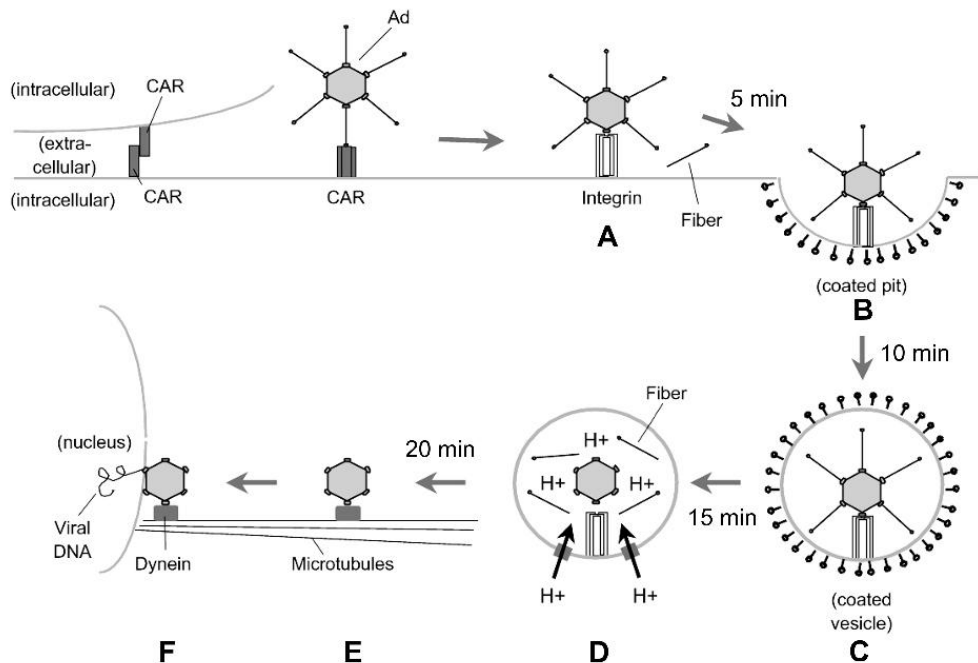 Ad
CAR
(intracellular)
(extra-
cellular)
(intracellular)
CAR
CAR
Integrin
Fiber
A
5 min
(coated pit)
B
10 min
Fiber
H+
H+
H+
H+
H+
15 min
20 min
(nucleus)
Viral
DNA
Dynein
Microtubules
(coated
vesicle)
F
E
D
C